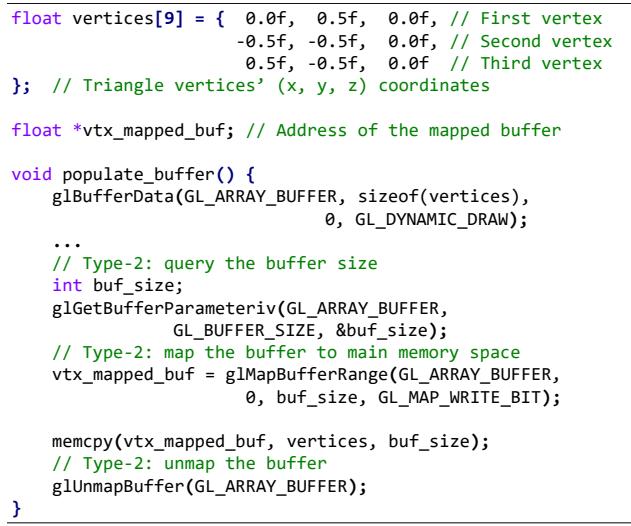 float vertices[9] = {  0.0f,  0.5f,  0.0f, // First vertex
                      -0.5f, -0.5f,  0.0f, // Second vertex
                       0.5f, -0.5f,  0.0f  // Third vertex
};  // Triangle vertices’ (x, y, z) coordinates

float *vtx_mapped_buf; // Address of the mapped buffer

void populate_buffer() {
    glBufferData(GL_ARRAY_BUFFER, sizeof(vertices),
                                0, GL_DYNAMIC_DRAW);
    ...
    // Type-2: query the buffer size
    int buf_size;
    glGetBufferParameteriv(GL_ARRAY_BUFFER,
                GL_BUFFER_SIZE, &buf_size);
    // Type-2: map the buffer to main memory space
    vtx_mapped_buf = glMapBufferRange(GL_ARRAY_BUFFER,
                       0, buf_size, GL_MAP_WRITE_BIT);

    memcpy(vtx_mapped_buf, vertices, buf_size);
    // Type-2: unmap the buffer
    glUnmapBuffer(GL_ARRAY_BUFFER);
}